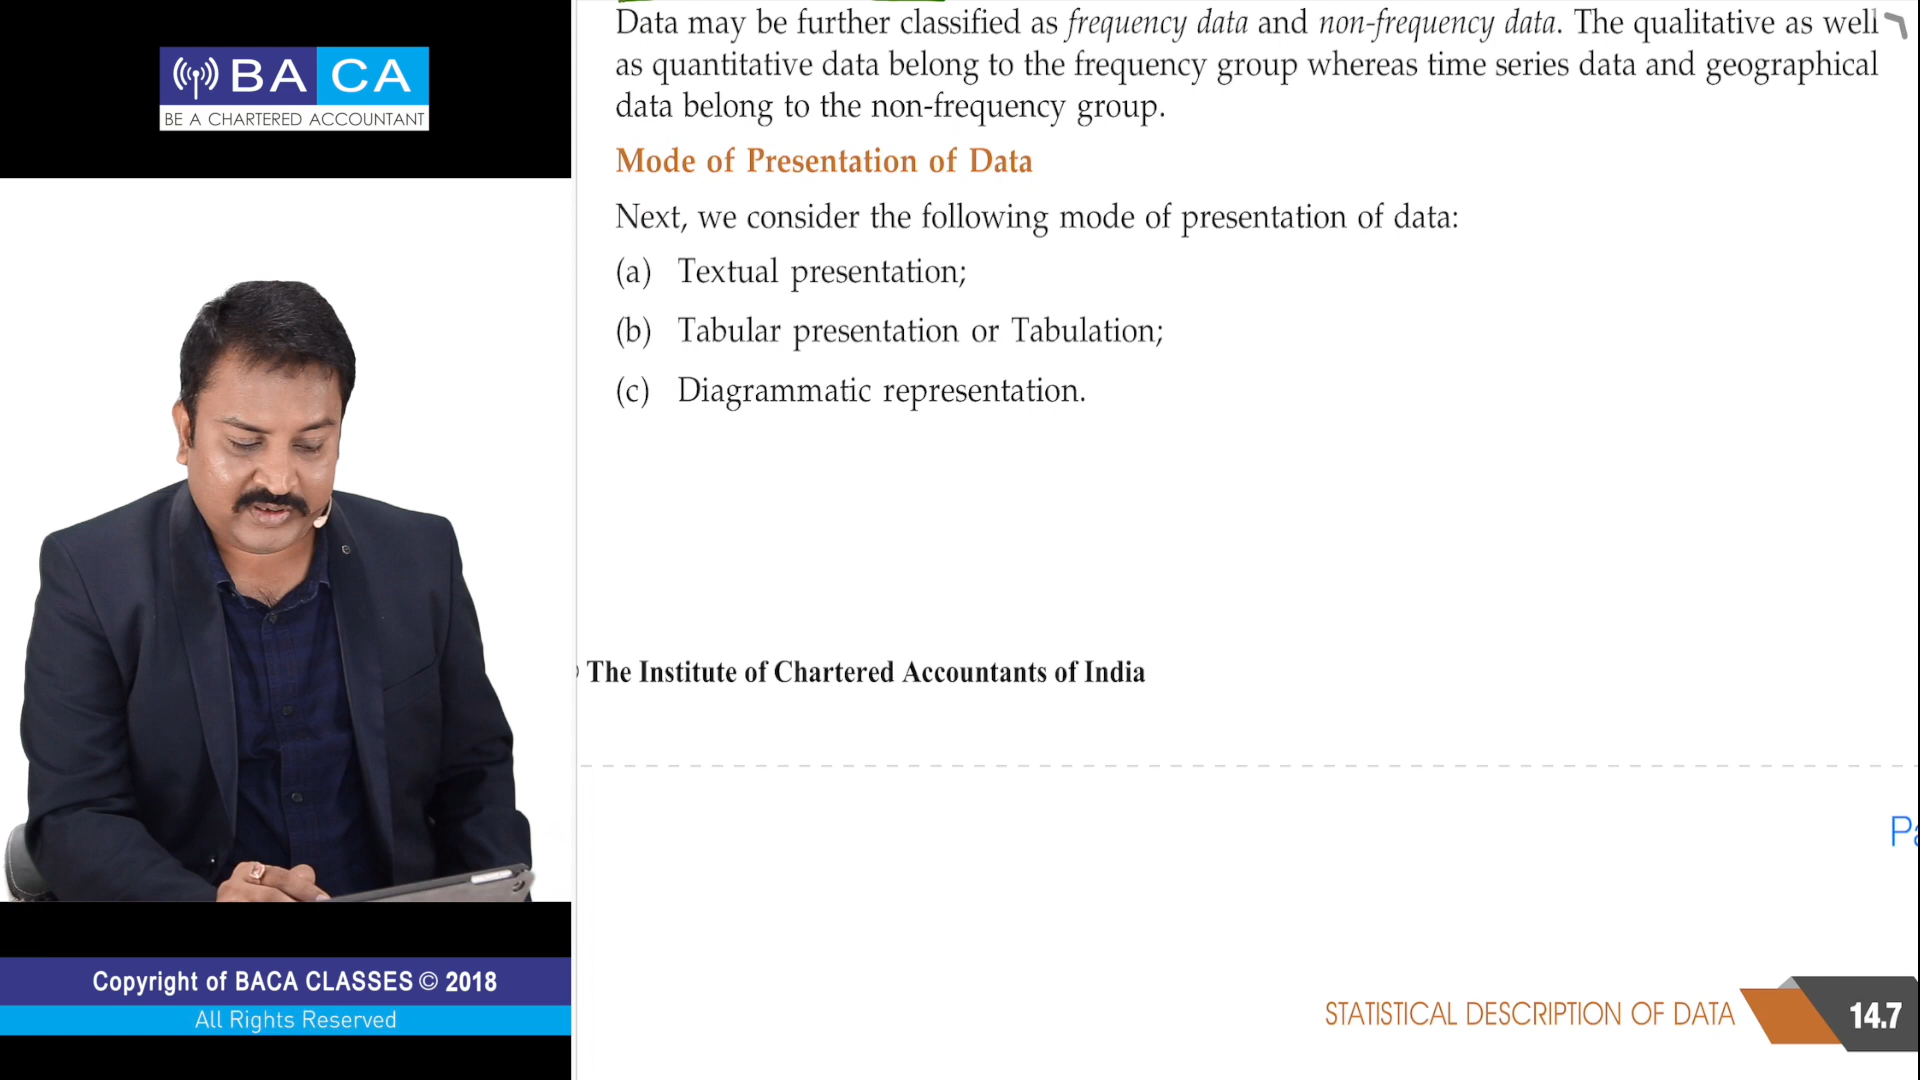 BA CA
BE A CHARTERED ACCOUNTANT
Data may be further classified as frequency data and non-frequency data. The qualitative as well
as quantitative data belong to the frequency group whereas time series data and geographical
data belong to the non-frequency group.
Mode of Presentation of Data
Next, we consider the following mode of presentation of data:
(a) Textual presentation;
(b) Tabular presentation or Tabulation;
(c) Diagrammatic representation.
The Institute of Chartered Accountants of India
Copyright of BACA CLASSES © 2018
All Rights Reserved
STATISTICAL DESCRIPTION OF DATA
14.7